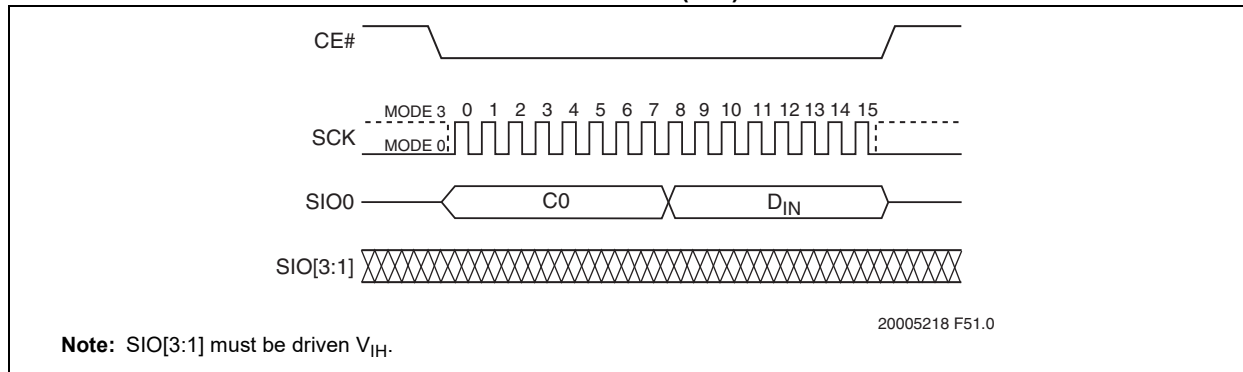 CE#
MODE 3 0 1 2 3 4 5 6 7 8 9 10 11 12 13 14 15
SCK
MODE 0
SIO0 C0 DIN
SIO[3:1]
20005218 F51.0
Note: SIO[3:1] must be driven VIH.